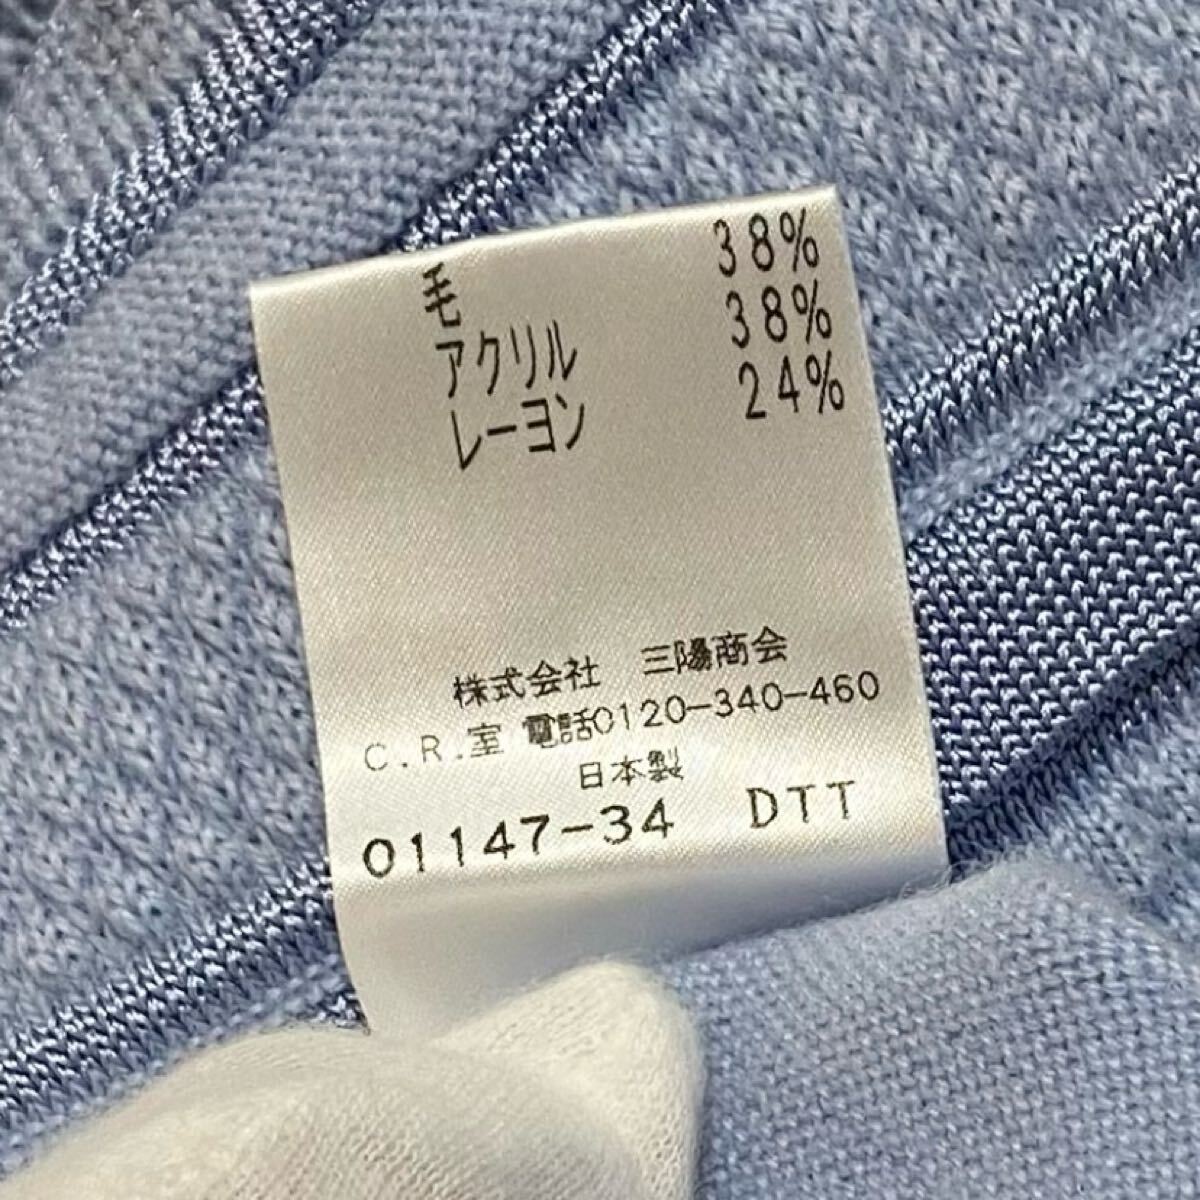 毛 38%
アクリル 38%
レーヨン 24%
株式会社 三陽商会
C.R.室 電話0120-340-460
日本製
01147-34 DTT